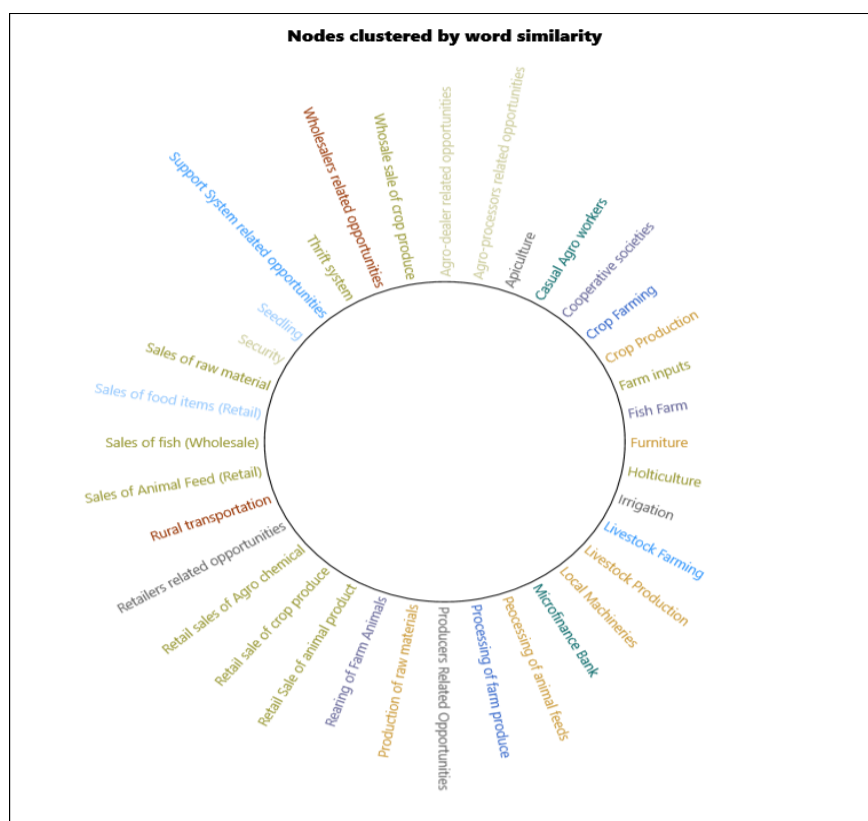 Nodes clustered by word similarity
Agro-dealer related opportunities
Agro-processors related opportunities
Apiculture
Casual Agro workers
Cooperative societies
Crop Farming
Crop Production
Farm inputs
Fish Farm
Furniture
Holticulture
Irrigation
Livestock Farming
Livestock Production
Local Machineries
Microfinance Bank
Peocessing of animal feeds
Processing of farm produce
Producers Related Opportunities
Production of raw materials
Rearing of Farm Animals
Retail Sale of animal product
Retail sale of crop produce
Retail sales of Agro chemical
Retailers related opportunities
Rural transportation
Sales of Animal Feed (Retail)
Sales of fish (Wholesale)
Sales of food items (Retail)
Sales of raw material
Security
Seedling
Support System related opportunities
Thrift system
Wholesalers related opportunities
Whosale sale of crop produce